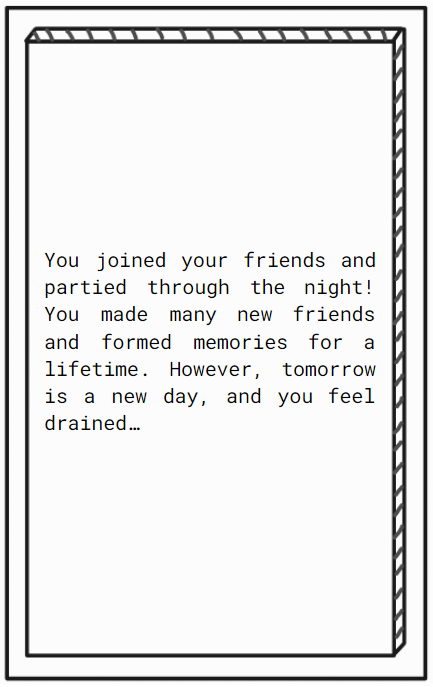 You joined your friends and
partied through the night!
You made many new friends
and formed memories for a
lifetime. However, tomorrow
is a new day, and you feel
drained…